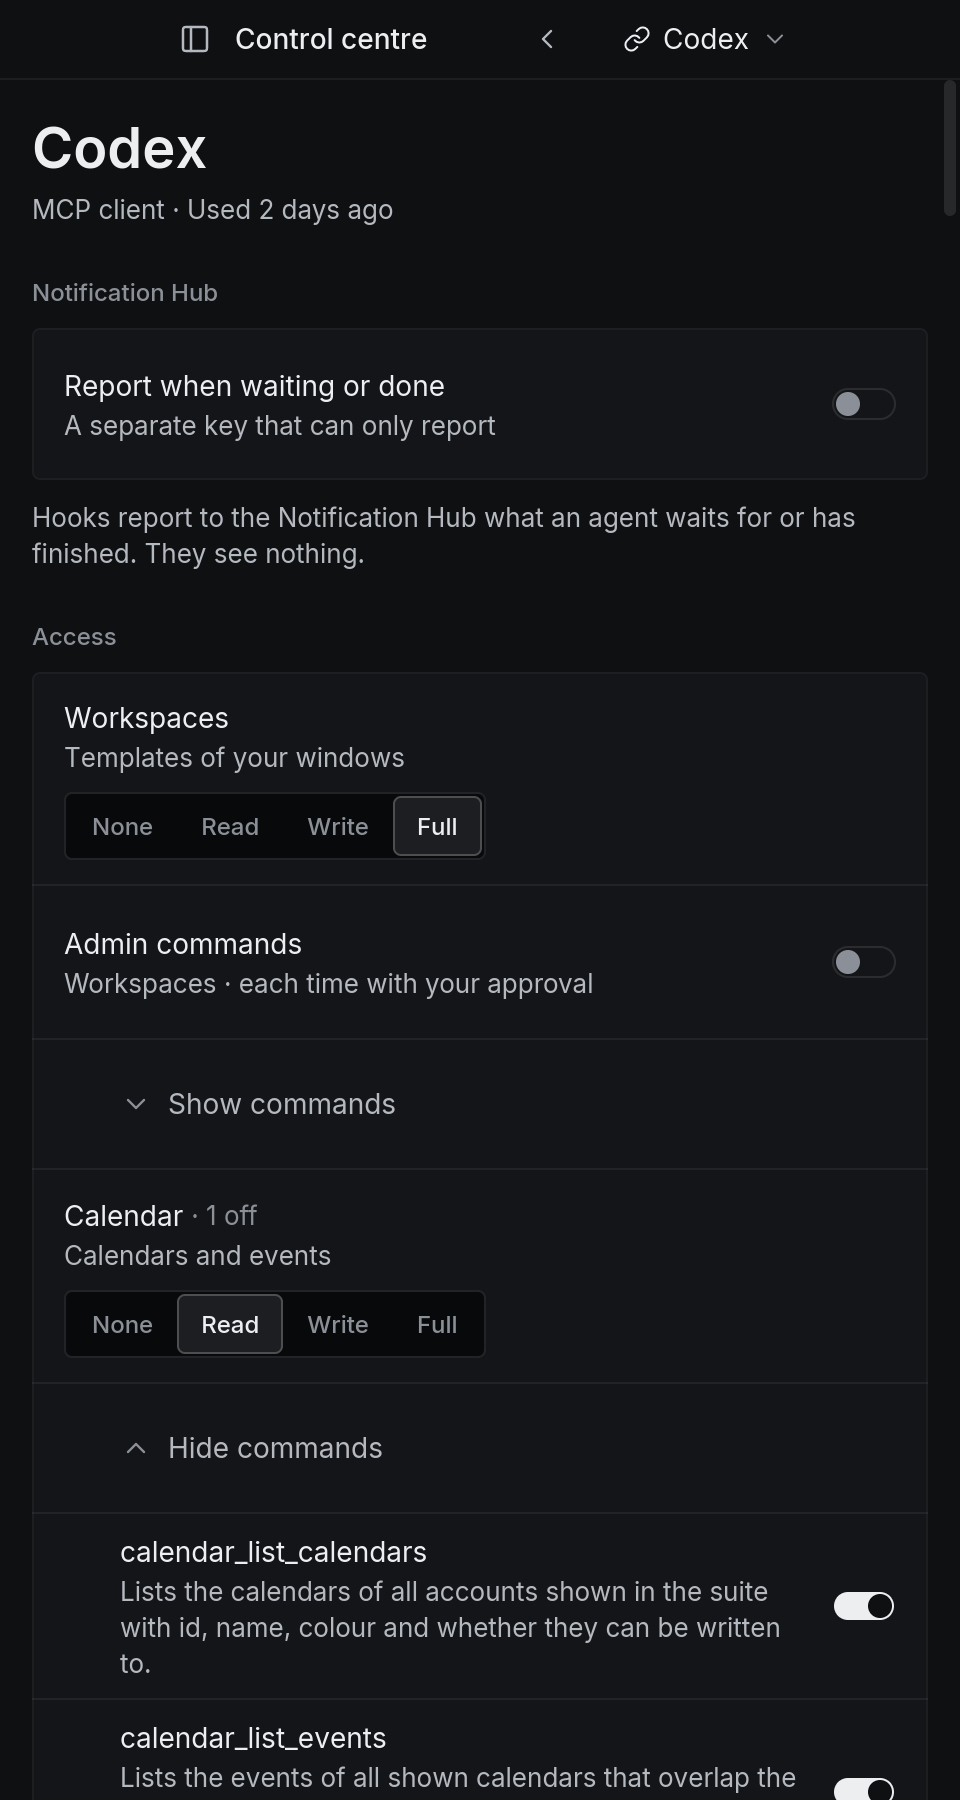 Control centre
Codex
Codex
MCP client · Used 2 days ago
Notification Hub
Report when waiting or done
A separate key that can only report
Hooks report to the Notification Hub what an agent waits for or has
finished. They see nothing.
Access
Workspaces
Templates of your windows
None Read Write Full
Admin commands
Workspaces · each time with your approval
Show commands
Calendar · 1 off
Calendars and events
None Read Write Full
Hide commands
calendar_list_calendars
Lists the calendars of all accounts shown in the suite
with id, name, colour and whether they can be written
to.
calendar_list_events
Lists the events of all shown calendars that overlap the